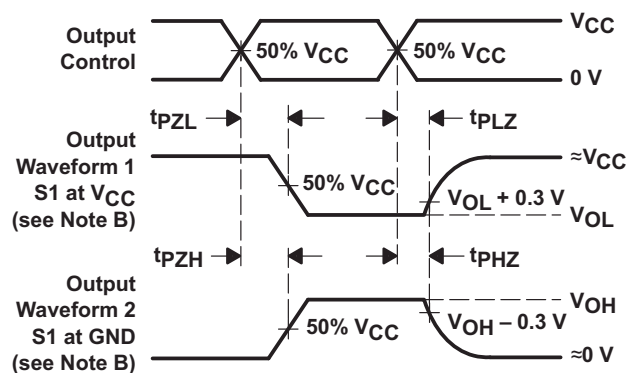 Output
Control
50% VCC
50% VCC
VCC
0 V
tPZL
tPLZ
Output
Waveform 1
S1 at VCC
(see Note B)
50% VCC
≈VCC
VOL + 0.3 V
VOL
tPZH
tPHZ
Output
Waveform 2
S1 at GND
(see Note B)
50% VCC
VOH
VOH – 0.3 V
≈0 V